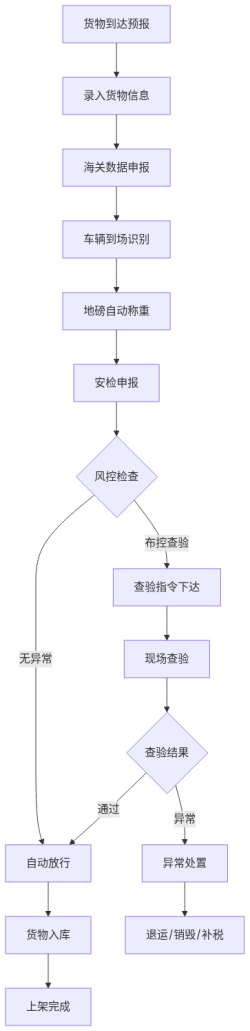 货物到达预报
录入货物信息
海关数据申报
车辆到场识别
地磅自动称重
安检申报
风控检查
布控查验
查验指令下达
无异常
现场查验
查验结果
通过
异常
自动放行
异常处置
货物入库
退运/销毁/补税
上架完成